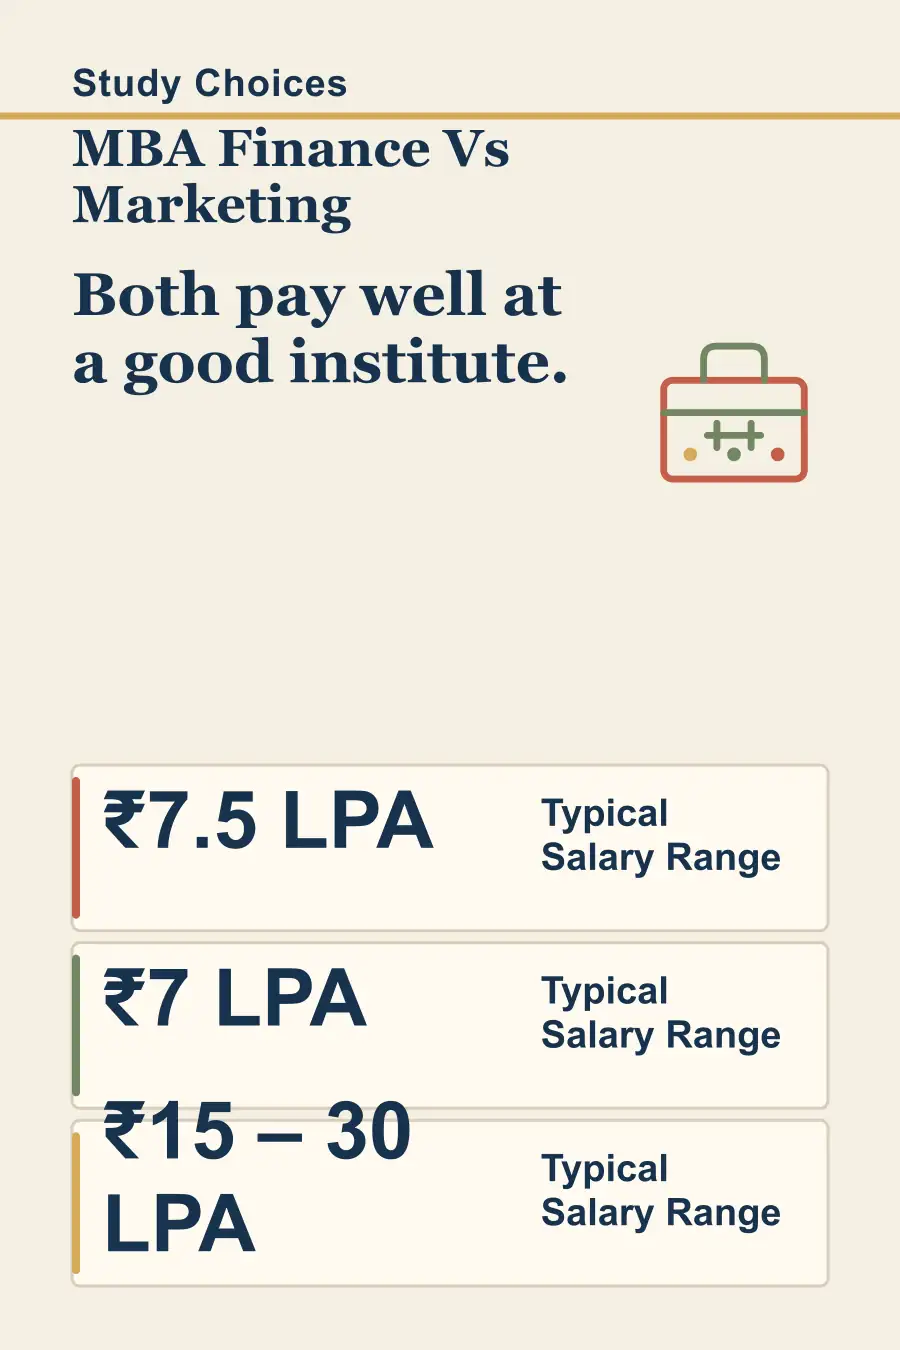 Study Choices
MBA Finance Vs
Marketing
Both pay well at
a good institute.
₹7.5 LPA
Typical
Salary Range
₹7 LPA
Typical
Salary Range
₹15 – 30
LPA
Typical
Salary Range